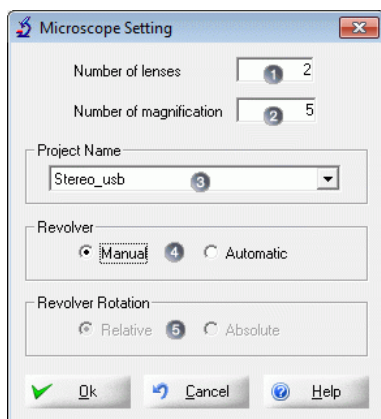 Microscope Setting
Number of lenses 1 2
Number of magnification 2 5
Project Name
Stereo_usb 3
Revolver
Manual 4 Automatic
Revolver Rotation
Relative 5 Absolute
Ok Cancel ? Help